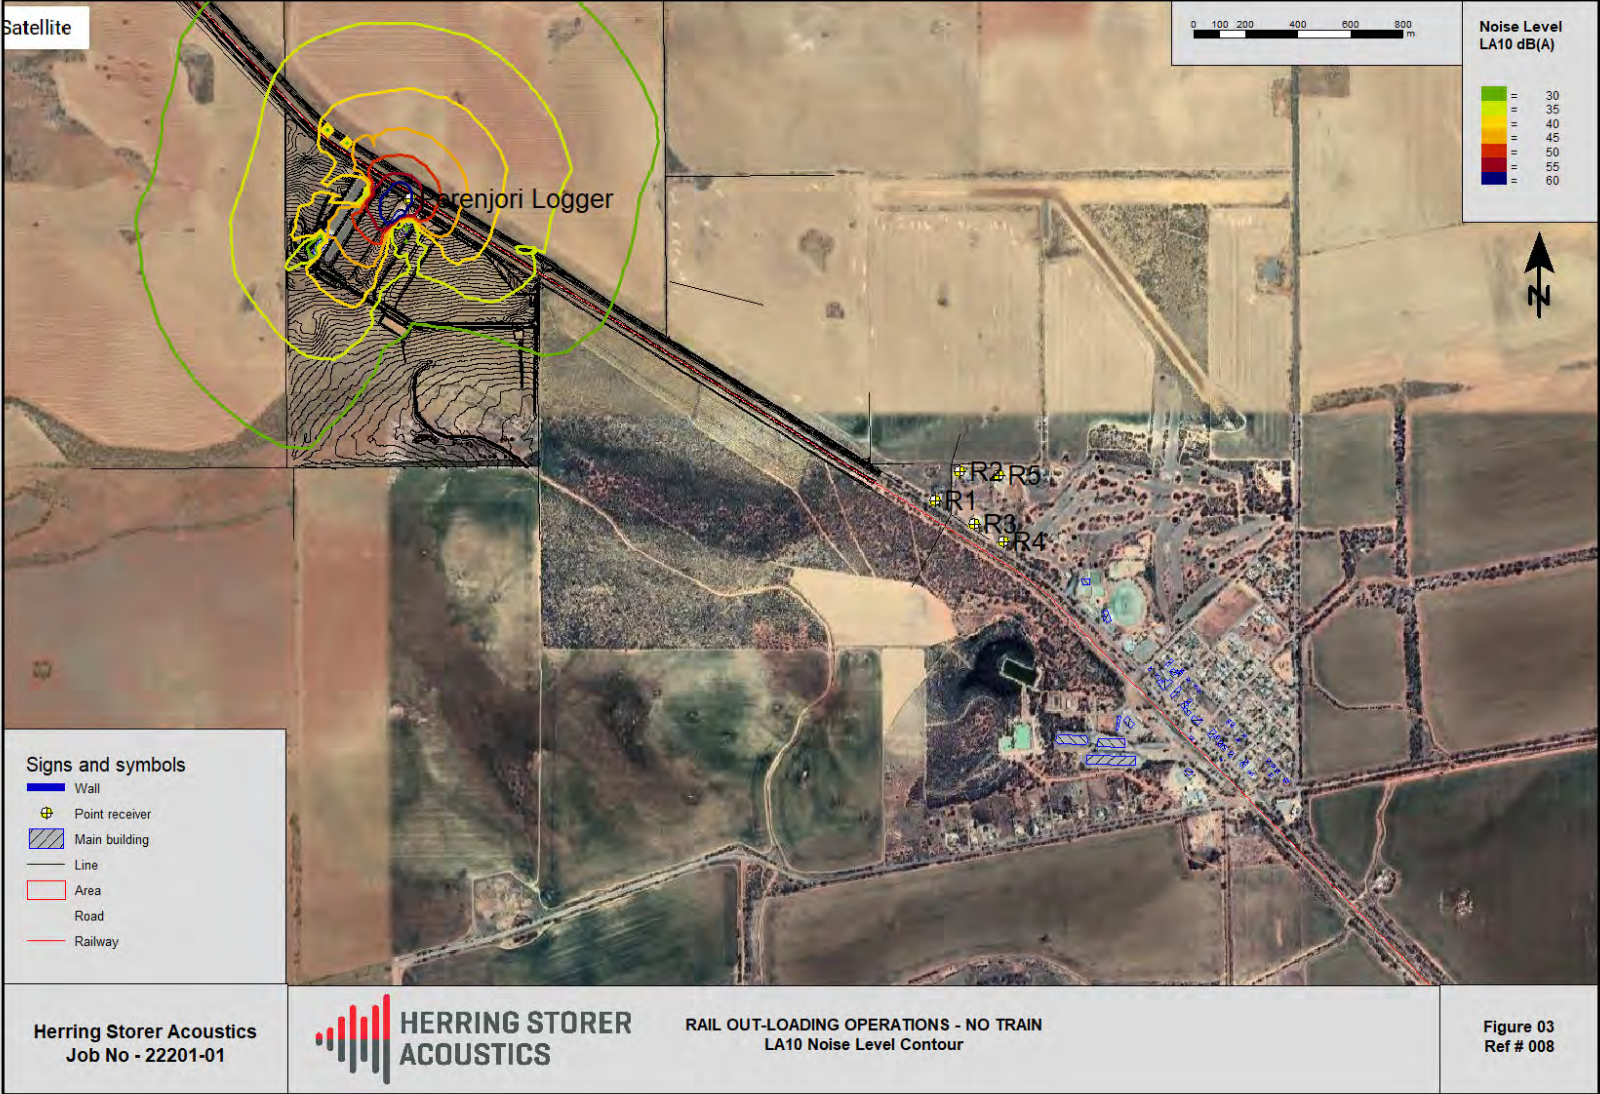 Satellite
0 100 200 400 600 800
m
Noise Level
LA10 dB(A)
= 30
= 35
= 40
= 45
= 50
= 55
= 60
N
Logger
R2
R5
R1
R3
R4
Signs and symbols
Wall
Point receiver
Main building
Line
Area
Road
Railway
Herring Storer Acoustics
Job No - 22201-01
HERRING STORER
ACOUSTICS
RAIL OUT-LOADING OPERATIONS - NO TRAIN
LA10 Noise Level Contour
Figure 03
Ref # 008